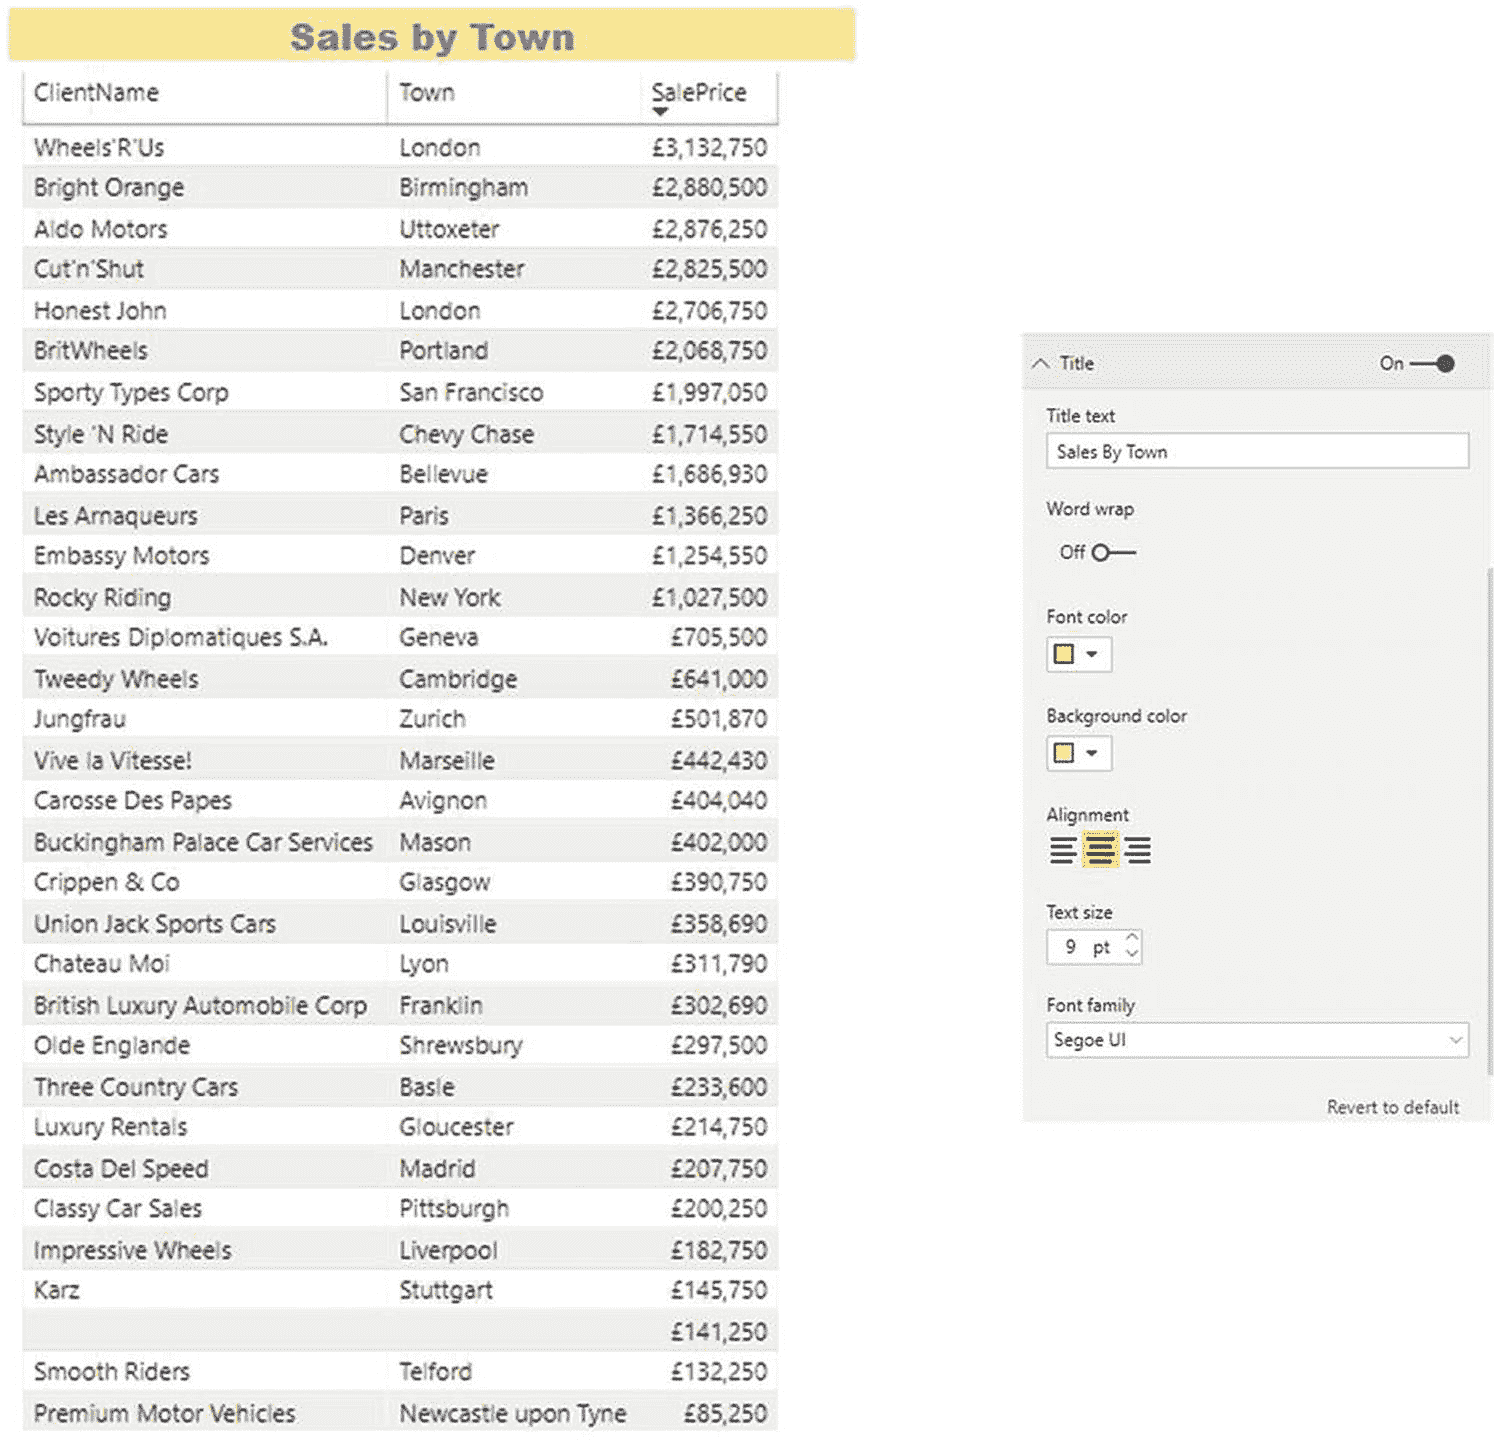 Sales by Town
ClientName Town SalePrice
Wheels'R'Us London £3,132,750
Bright Orange Birmingham £2,880,500
Aldo Motors Uttoxeter £2,876,250
Cut'n'Shut Manchester £2,825,500
Honest John London £2,706,750
BritWheels Portland £2,068,750
Sporty Types Corp San Francisco £1,997,050
Style 'N Ride Chevy Chase £1,714,550
Ambassador Cars Bellevue £1,686,930
Les Arnaqueurs Paris £1,366,250
Embassy Motors Denver £1,254,550
Rocky Riding New York £1,027,500
Voitures Diplomatiques S.A. Geneva £705,500
Tweedy Wheels Cambridge £641,000
Jungfrau Zurich £501,870
Vive la Vitesse! Marseille £442,430
Carosse Des Papes Avignon £404,040
Buckingham Palace Car Services Mason £402,000
Crippen & Co Glasgow £390,750
Union Jack Sports Cars Louisville £358,690
Chateau Moi Lyon £311,790
British Luxury Automobile Corp Franklin £302,690
Olde Englande Shrewsbury £297,500
Three Country Cars Basle £233,600
Luxury Rentals Gloucester £214,750
Costa Del Speed Madrid £207,750
Classy Car Sales Pittsburgh £200,250
Impressive Wheels Liverpool £182,750
Karz Stuttgart £145,750
£141,250
Smooth Riders Telford £132,250
Premium Motor Vehicles Newcastle upon Tyne £85,250
Title On
Title text
Sales By Town
Word wrap
Off
Font color
Background color
Alignment
Text size
9 pt
Font family
Segoe UI
Revert to default